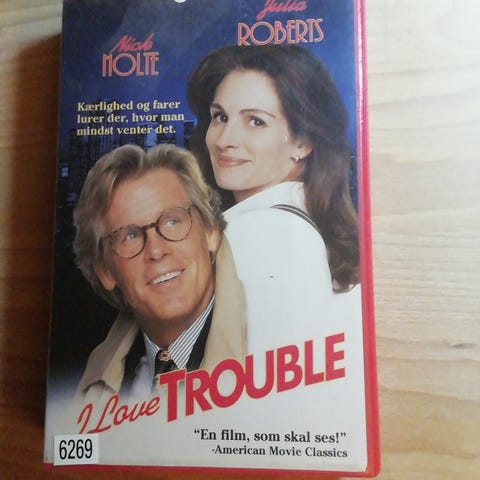 Nick
NOLTE
Julia
ROBERTS
Kærlighed og farer
lurer der, hvor man
mindst venter det.
I Love TROUBLE
"En film, som skal ses!"
-American Movie Classics
6269